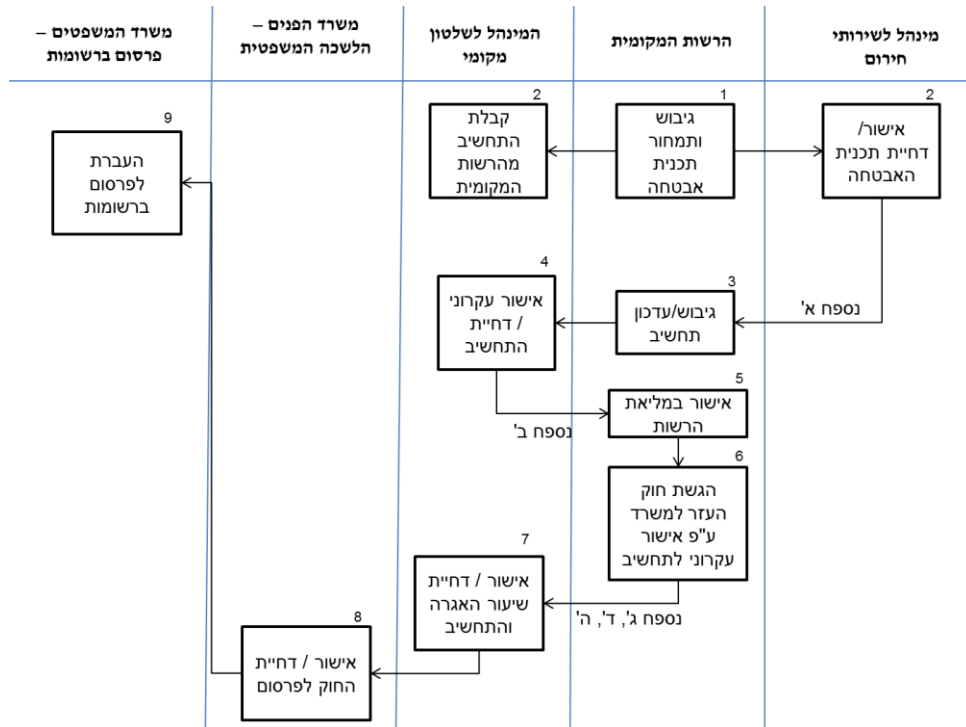 מינהל לשירותי
חירום
הרשות המקומית
המינהל לשלטון
מקומי
משרד הפנים –
הלשכה המשפטית
משרד המשפטים –
פרסום ברשומות
1
גיבוש
ותמחור
תכנית
אבטחה
2
אישור/
דחיית תכנית
האבטחה
2
קבלת
התחשיב
מהרשות
המקומית
נספח א'
3
גיבוש/עדכון
תחשיב
4
אישור עקרוני
/ דחיית
התחשיב
נספח ב'
5
אישור במליאת
הרשות
6
הגשת חוק
העזר למשרד
ע"פ אישור
עקרוני לתחשיב
נספח ג', ד', ה'
7
אישור / דחיית
שיעור האגרה
והתחשיב
8
אישור / דחיית
החוק לפרסום
9
העברת
לפרסום
ברשומות